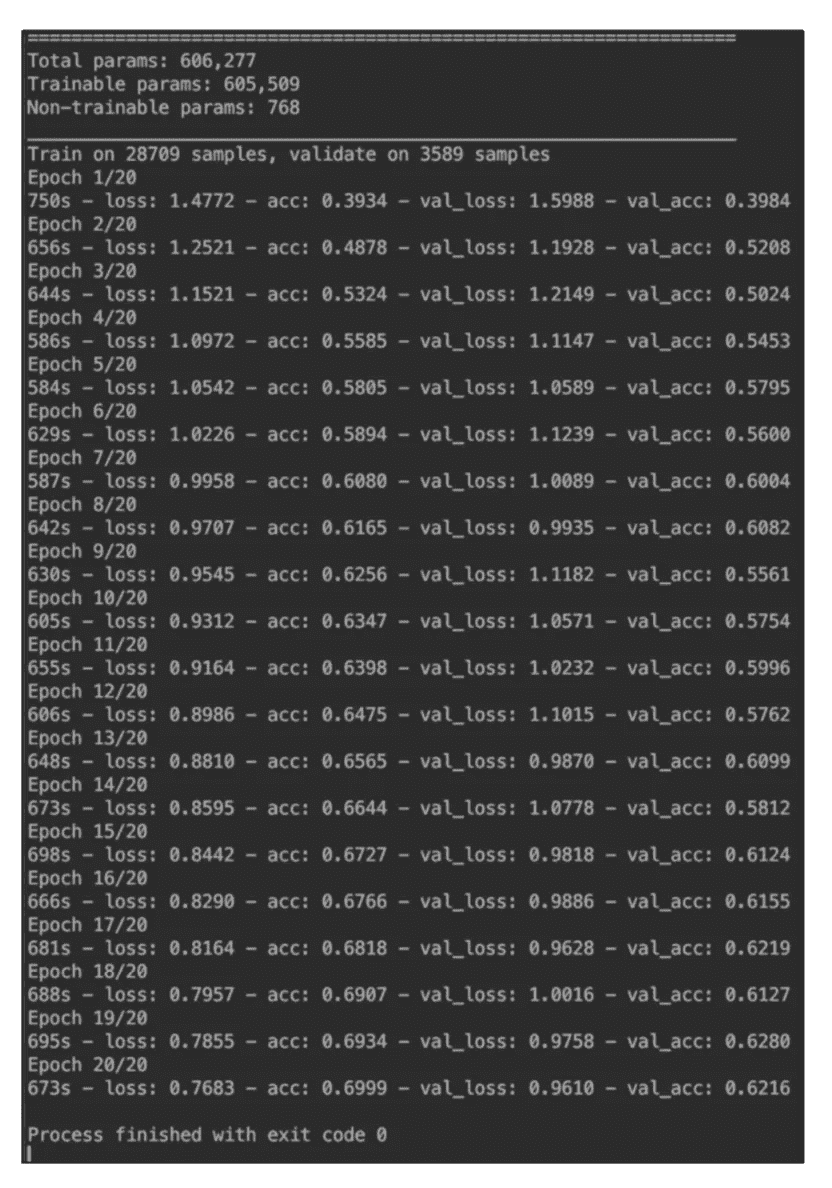 =================================================================
Total params: 606,277
Trainable params: 605,509
Non-trainable params: 768
_________________________________________________________________
Train on 28709 samples, validate on 3589 samples
Epoch 1/20
750s - loss: 1.4772 - acc: 0.3934 - val_loss: 1.5988 - val_acc: 0.3984
Epoch 2/20
656s - loss: 1.2521 - acc: 0.4878 - val_loss: 1.1928 - val_acc: 0.5208
Epoch 3/20
644s - loss: 1.1521 - acc: 0.5324 - val_loss: 1.2149 - val_acc: 0.5024
Epoch 4/20
586s - loss: 1.0972 - acc: 0.5585 - val_loss: 1.1147 - val_acc: 0.5453
Epoch 5/20
584s - loss: 1.0542 - acc: 0.5805 - val_loss: 1.0589 - val_acc: 0.5795
Epoch 6/20
629s - loss: 1.0226 - acc: 0.5894 - val_loss: 1.1239 - val_acc: 0.5600
Epoch 7/20
587s - loss: 0.9958 - acc: 0.6080 - val_loss: 1.0089 - val_acc: 0.6004
Epoch 8/20
642s - loss: 0.9707 - acc: 0.6165 - val_loss: 0.9935 - val_acc: 0.6082
Epoch 9/20
630s - loss: 0.9545 - acc: 0.6256 - val_loss: 1.1182 - val_acc: 0.5561
Epoch 10/20
605s - loss: 0.9312 - acc: 0.6347 - val_loss: 1.0571 - val_acc: 0.5754
Epoch 11/20
655s - loss: 0.9164 - acc: 0.6398 - val_loss: 1.0232 - val_acc: 0.5996
Epoch 12/20
606s - loss: 0.8986 - acc: 0.6475 - val_loss: 1.1015 - val_acc: 0.5762
Epoch 13/20
648s - loss: 0.8810 - acc: 0.6565 - val_loss: 0.9870 - val_acc: 0.6099
Epoch 14/20
673s - loss: 0.8595 - acc: 0.6644 - val_loss: 1.0778 - val_acc: 0.5812
Epoch 15/20
698s - loss: 0.8442 - acc: 0.6727 - val_loss: 0.9818 - val_acc: 0.6124
Epoch 16/20
666s - loss: 0.8290 - acc: 0.6766 - val_loss: 0.9886 - val_acc: 0.6155
Epoch 17/20
681s - loss: 0.8164 - acc: 0.6818 - val_loss: 0.9628 - val_acc: 0.6219
Epoch 18/20
688s - loss: 0.7957 - acc: 0.6907 - val_loss: 1.0016 - val_acc: 0.6127
Epoch 19/20
695s - loss: 0.7855 - acc: 0.6934 - val_loss: 0.9758 - val_acc: 0.6280
Epoch 20/20
673s - loss: 0.7683 - acc: 0.6999 - val_loss: 0.9610 - val_acc: 0.6216
Process finished with exit code 0